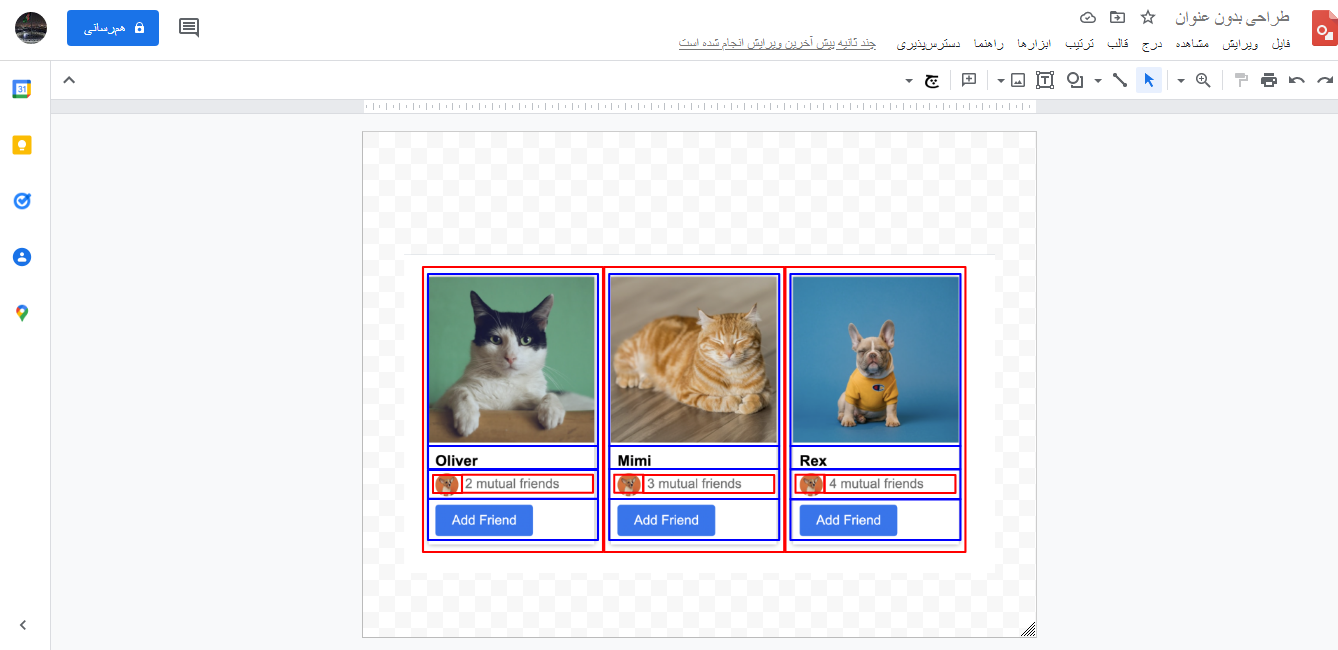 طراحی بدون عنوان
فایل ویرایش مشاهده درج قالب ترتیب ابزارها راهنما دسترس‌پذیری چند ثانیه پیش آخرین ویرایش انجام شده است
هم‌رسانی
31
Oliver
2 mutual friends
Add Friend
Mimi
3 mutual friends
Add Friend
Rex
4 mutual friends
Add Friend